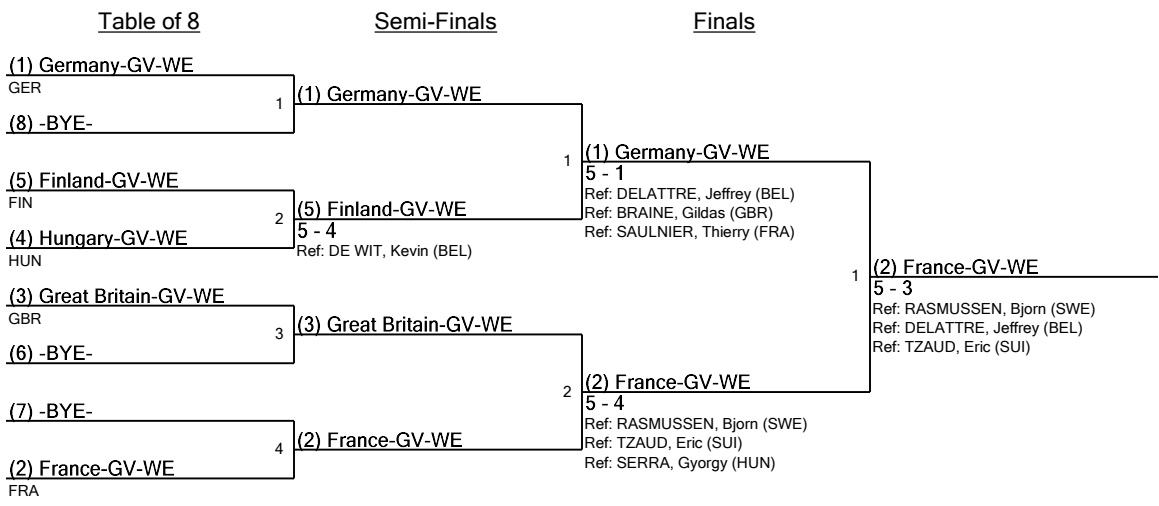 Table of 8
Semi-Finals
Finals
(1) Germany-GV-WE
GER
1
(8) -BYE-
(5) Finland-GV-WE
FIN
2
(4) Hungary-GV-WE
HUN
(3) Great Britain-GV-WE
GBR
3
(6) -BYE-
(7) -BYE-
4
(2) France-GV-WE
FRA
(1) Germany-GV-WE
1
(5) Finland-GV-WE
5 - 4
Ref: DE WIT, Kevin (BEL)
(3) Great Britain-GV-WE
2
(2) France-GV-WE
(1) Germany-GV-WE
5 - 1
Ref: DELATTRE, Jeffrey (BEL)
Ref: BRAINE, Gildas (GBR)
Ref: SAULNIER, Thierry (FRA)
1
(2) France-GV-WE
5 - 4
Ref: RASMUSSEN, Bjorn (SWE)
Ref: TZAUD, Eric (SUI)
Ref: SERRA, Gyorgy (HUN)
(2) France-GV-WE
5 - 3
Ref: RASMUSSEN, Bjorn (SWE)
Ref: DELATTRE, Jeffrey (BEL)
Ref: TZAUD, Eric (SUI)